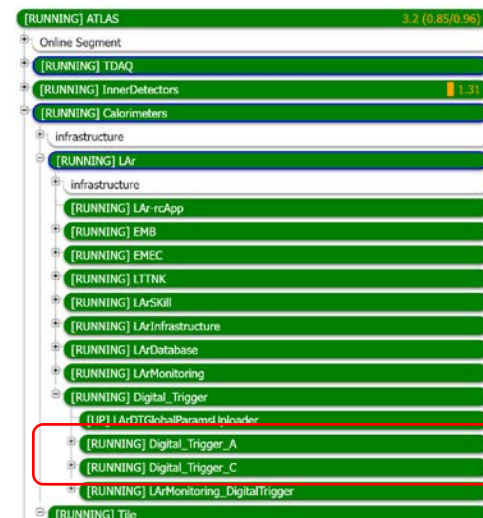 [RUNNING] ATLAS 3.2 (0.85/0.96)
Online Segment
[RUNNING] TDAQ
[RUNNING] InnerDetectors 1.31
[RUNNING] Calorimeters
infrastructure
[RUNNING] LAr
infrastructure
[RUNNING] LAr-rcApp
[RUNNING] EMB
[RUNNING] EMEC
[RUNNING] LTTNK
[RUNNING] LArSKill
[RUNNING] LArInfrastructure
[RUNNING] LArDatabase
[RUNNING] LArMonitoring
[RUNNING] Digital_Trigger
[UP] LArDTGlobalParamsUploader
[RUNNING] Digital_Trigger_A
[RUNNING] Digital_Trigger_C
[RUNNING] LArMonitoring_DigitalTrigger
[RUNNING] Tile